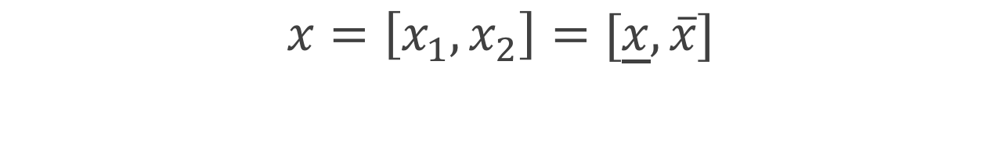 x = [x₁, x₂] = [x̲, x̄]